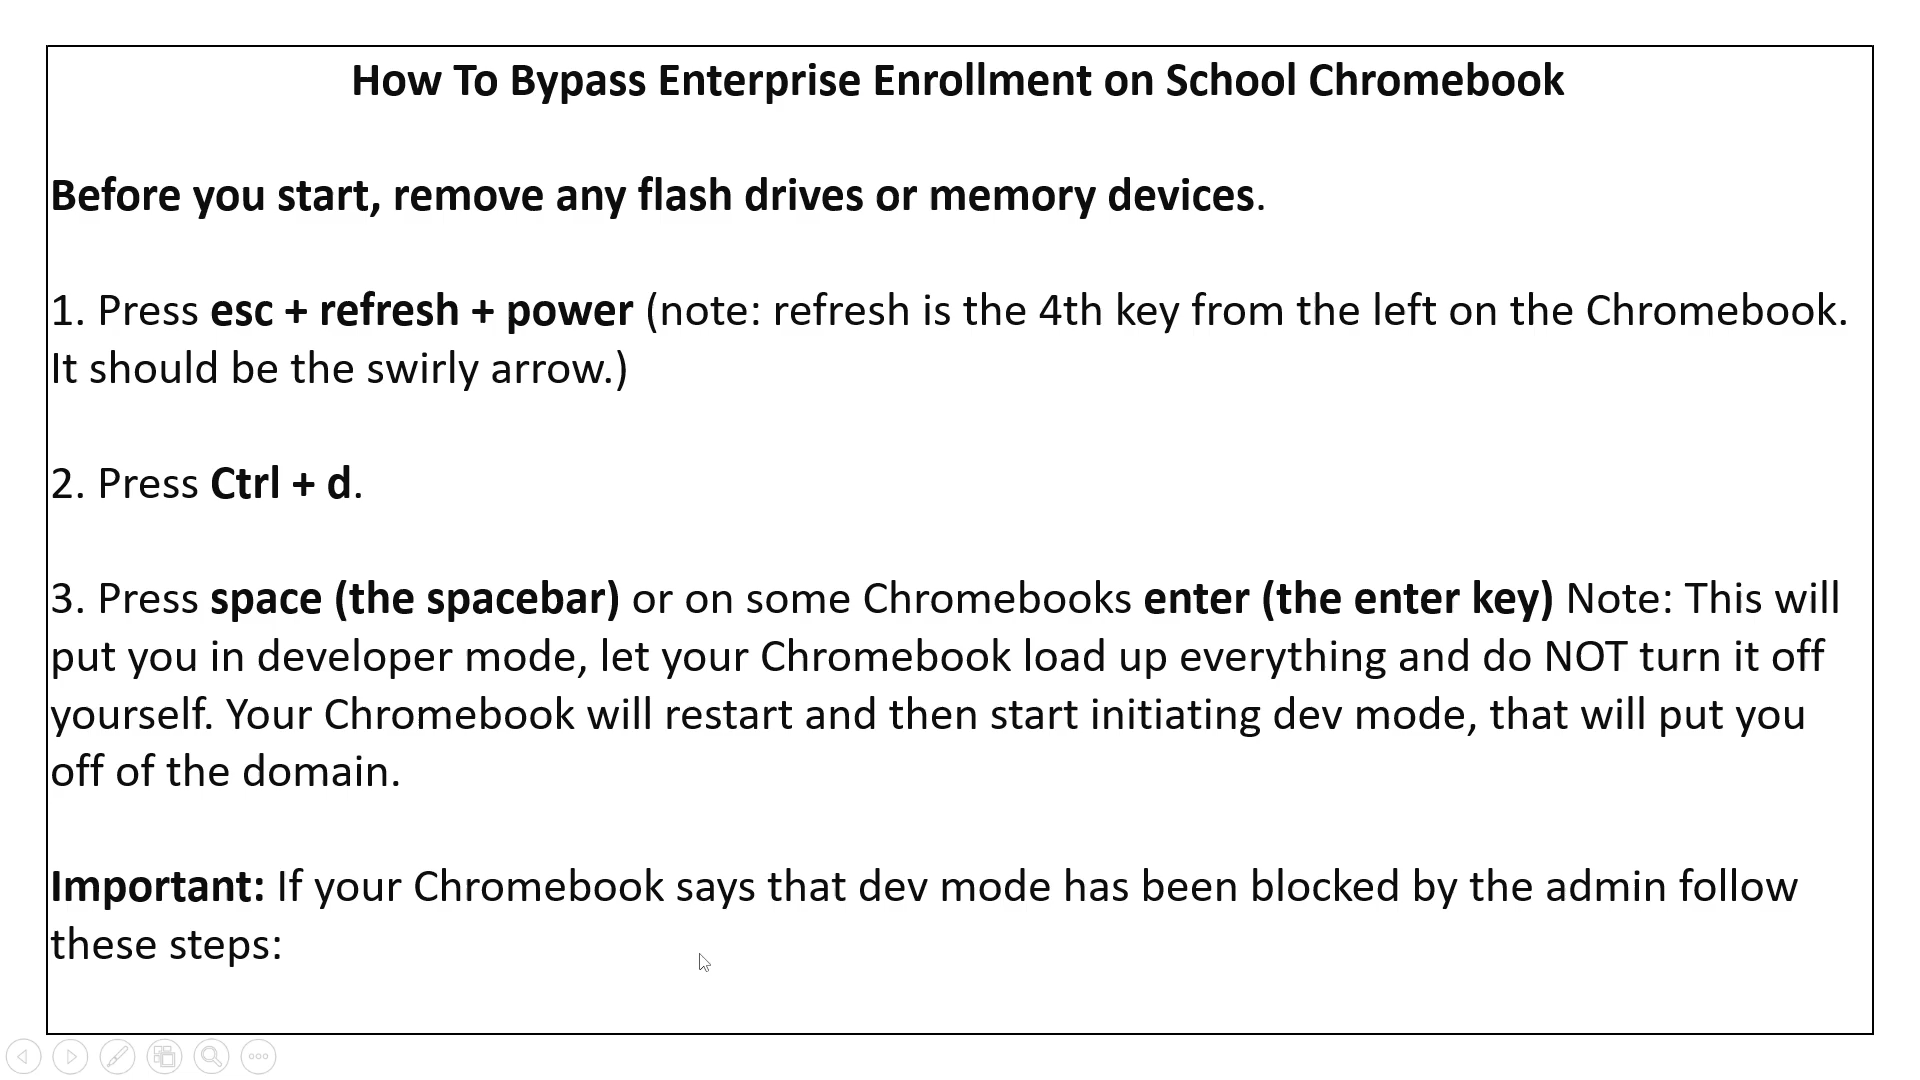 How To Bypass Enterprise Enrollment on School Chromebook
Before you start, remove any flash drives or memory devices.
1. Press esc + refresh + power (note: refresh is the 4th key from the left on the Chromebook.
It should be the swirly arrow.)
2. Press Ctrl + d.
3. Press space (the spacebar) or on some Chromebooks enter (the enter key) Note: This will
put you in developer mode, let your Chromebook load up everything and do NOT turn it off
yourself. Your Chromebook will restart and then start initiating dev mode, that will put you
off of the domain.
Important: If your Chromebook says that dev mode has been blocked by the admin follow
these steps: